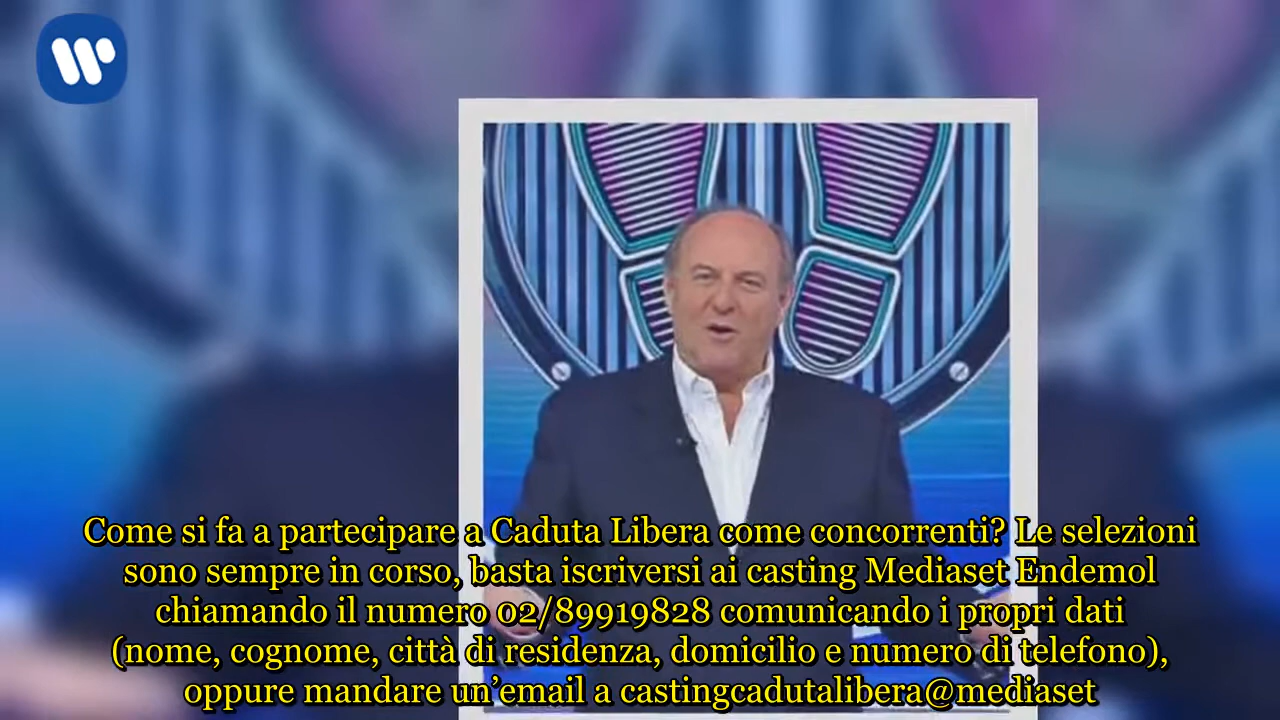 Come si fa a partecipare a Caduta Libera come concorrenti? Le selezioni
sono sempre in corso, basta iscriversi ai casting Mediaset Endemol
chiamando il numero 02/89919828 comunicando i propri dati
(nome, cognome, città di residenza, domicilio e numero di telefono),
oppure mandare un’email a castingcadutalibera@mediaset